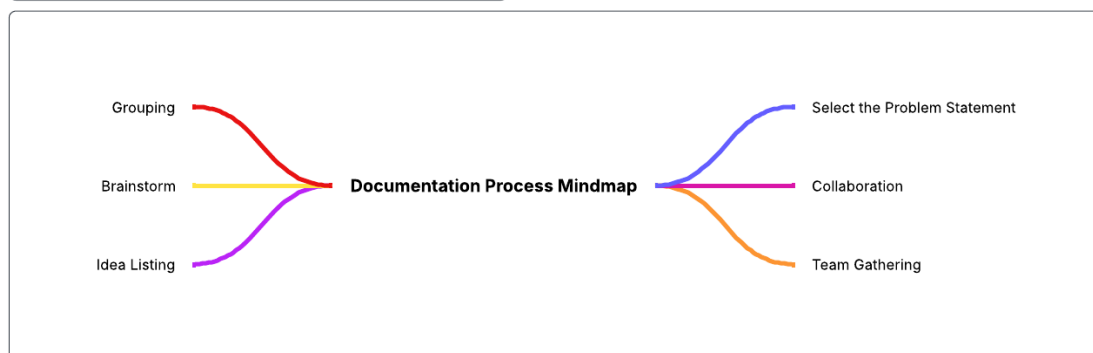 Grouping
Brainstorm
Idea Listing
Documentation Process Mindmap
Select the Problem Statement
Collaboration
Team Gathering